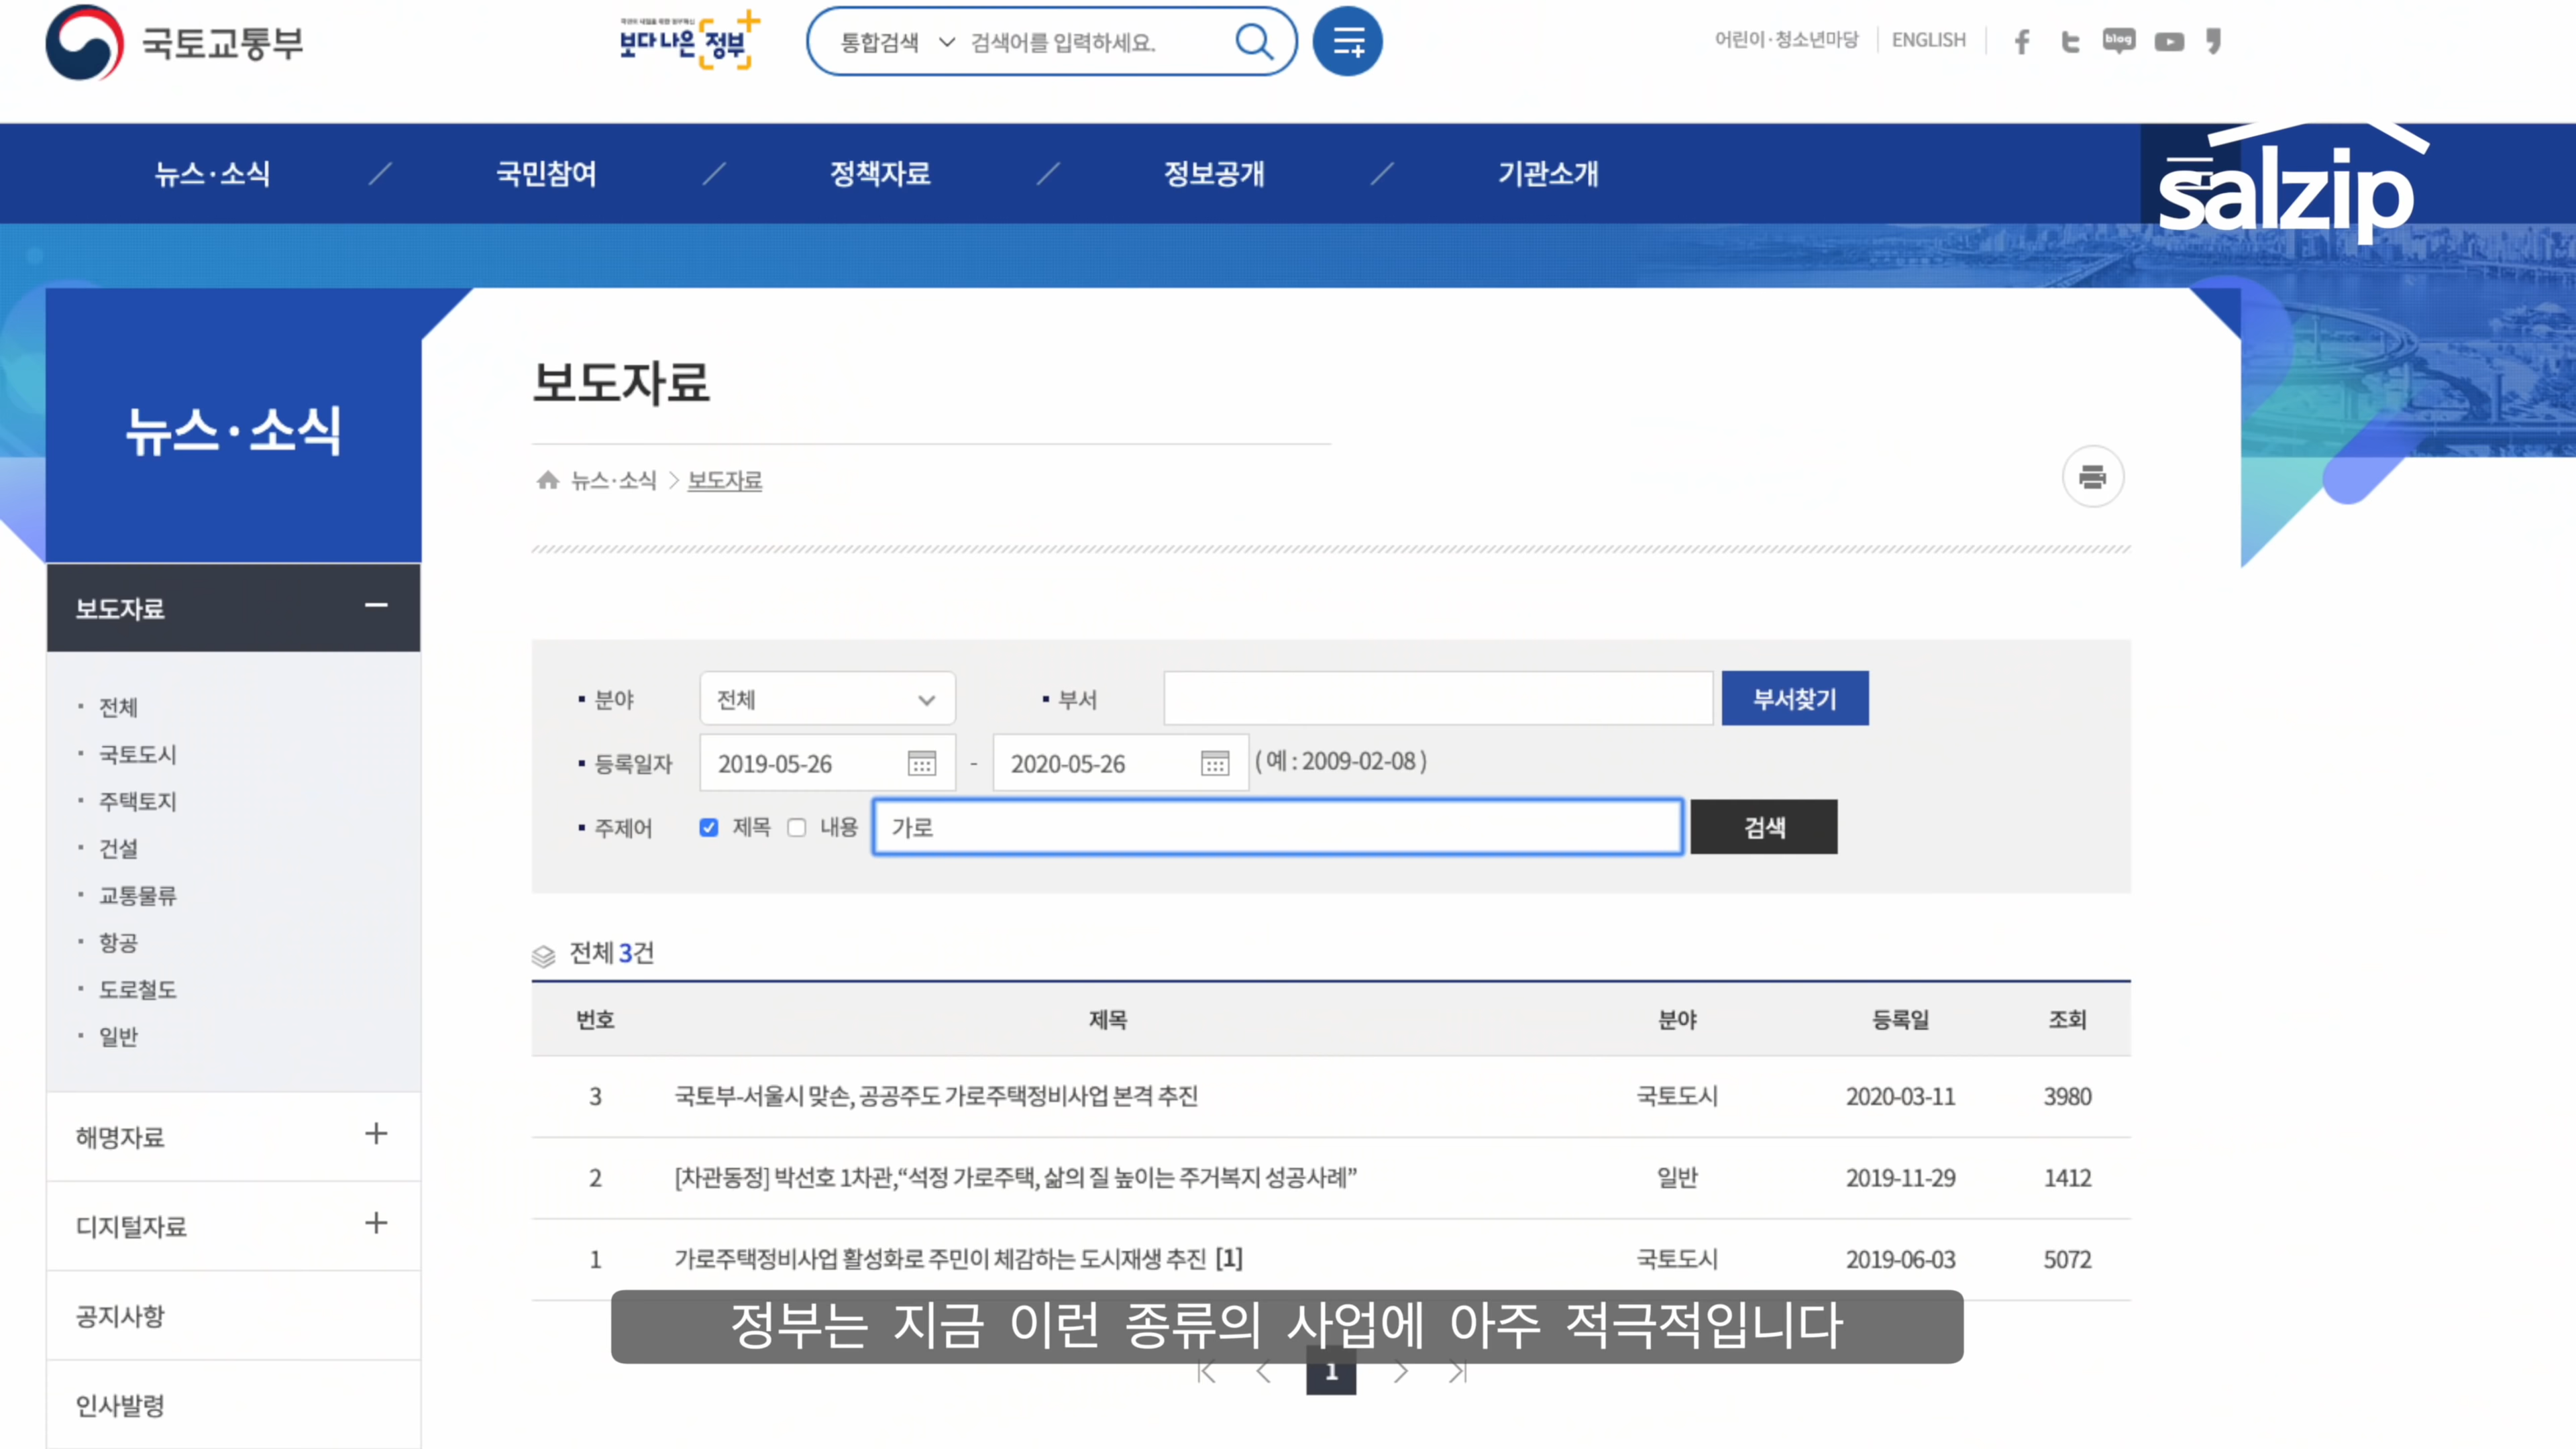 국토교통부
보다나은 정부
통합검색 검색어를 입력하세요.
어린이·청소년마당 ENGLISH
blog
뉴스·소식 / 국민참여 / 정책자료 / 정보공개 / 기관소개
salzip
뉴스·소식
보도자료
뉴스·소식 > 보도자료
보도자료
전체
국토도시
주택토지
건설
교통물류
항공
도로철도
일반
해명자료
디지털자료
공지사항
인사발령
분야 전체 부서 부서찾기
등록일자 2019-05-26 - 2020-05-26 ( 예 : 2009-02-08 )
주제어 제목 내용 가로 검색
전체 3건
번호 제목 분야 등록일 조회
3 국토부-서울시 맞손, 공공주도 가로주택정비사업 본격 추진 국토도시 2020-03-11 3980
2 [차관동정] 박선호 1차관,“석정 가로주택, 삶의 질 높이는 주거복지 성공사례” 일반 2019-11-29 1412
1 가로주택정비사업 활성화로 주민이 체감하는 도시재생 추진 [1] 국토도시 2019-06-03 5072
정부는 지금 이런 종류의 사업에 아주 적극적입니다
1